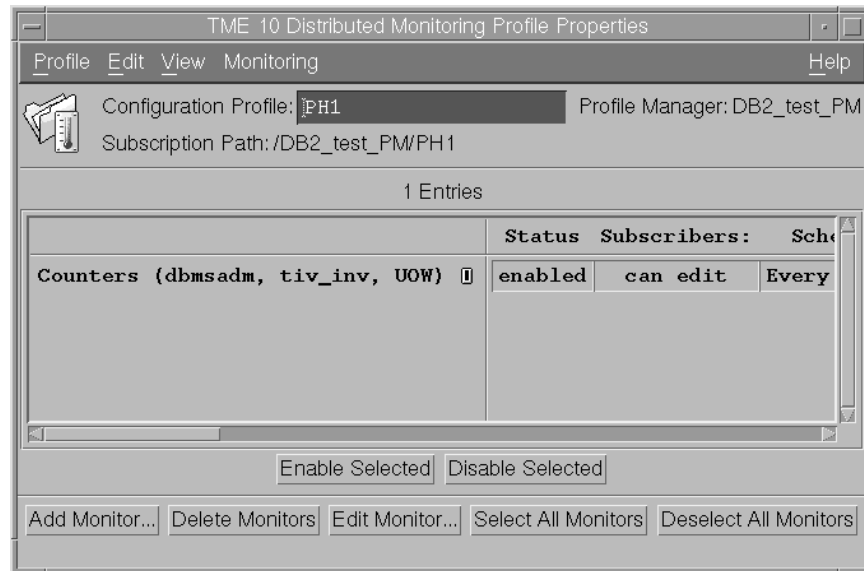 TME 10 Distributed Monitoring Profile Properties
Profile Edit View Monitoring Help
Configuration Profile: PH1 Profile Manager: DB2_test_PM
Subscription Path: /DB2_test_PM/PH1
1 Entries
Status Subscribers: Sche
Counters (dbmsadm, tiv_inv, UOW) enabled can edit Every
Enable Selected Disable Selected
Add Monitor... Delete Monitors Edit Monitor... Select All Monitors Deselect All Monitors